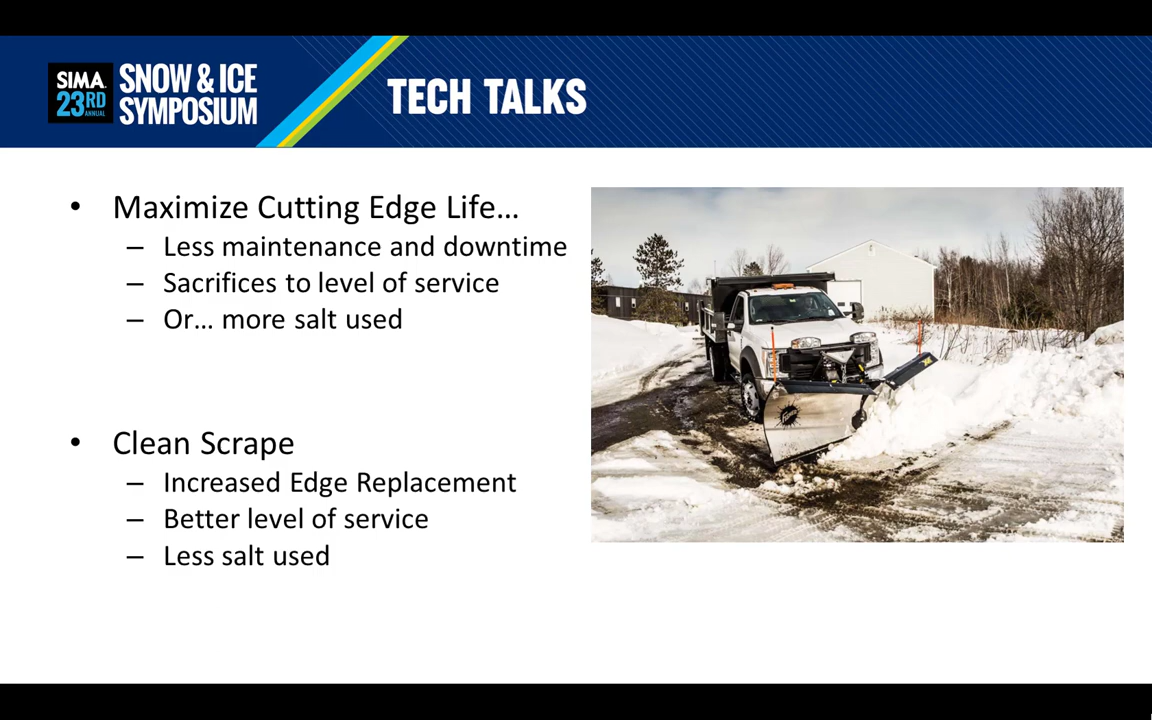 SIMA
23RD
ANNUAL
SNOW & ICE
SYMPOSIUM
TECH TALKS
• Maximize Cutting Edge Life…
– Less maintenance and downtime
– Sacrifices to level of service
– Or… more salt used
• Clean Scrape
– Increased Edge Replacement
– Better level of service
– Less salt used